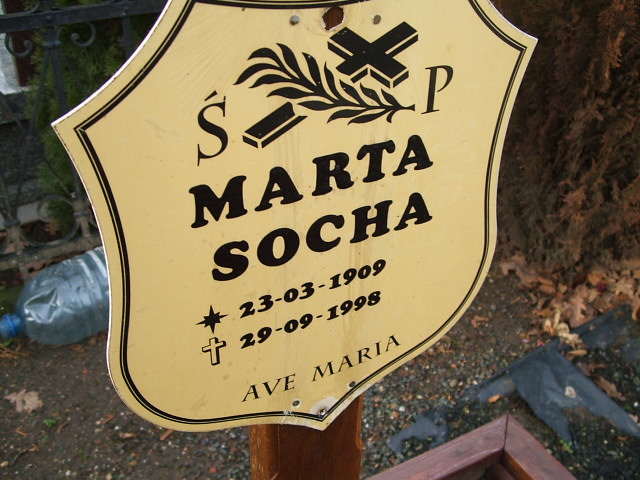 Ś P
MARTA
SOCHA
23-03-1909
29-09-1998
AVE MARIA